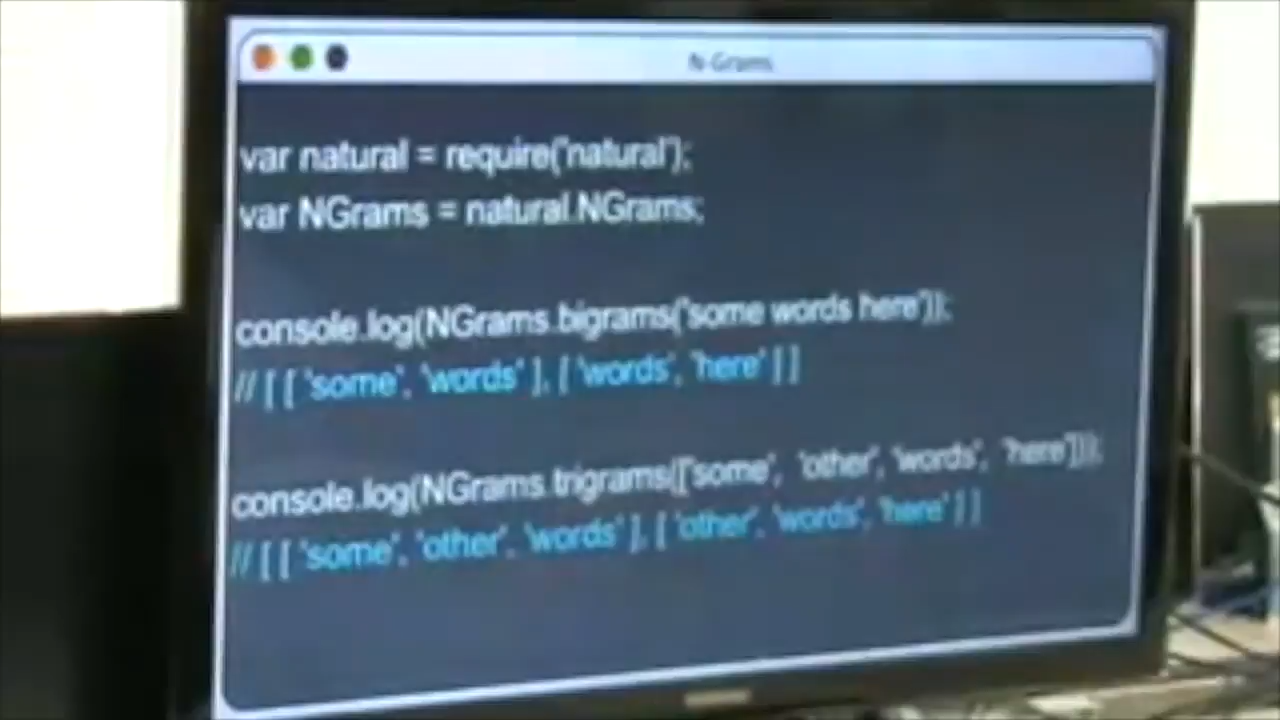 N-Grams
var natural = require('natural');
var NGrams = natural.NGrams;
console.log(NGrams.bigrams('some words here'));
// [ [ 'some', 'words' ], [ 'words', 'here' ] ]
console.log(NGrams.trigrams(['some', 'other', 'words', 'here']));
// [ [ 'some', 'other', 'words' ], [ 'other', 'words', 'here' ] ]